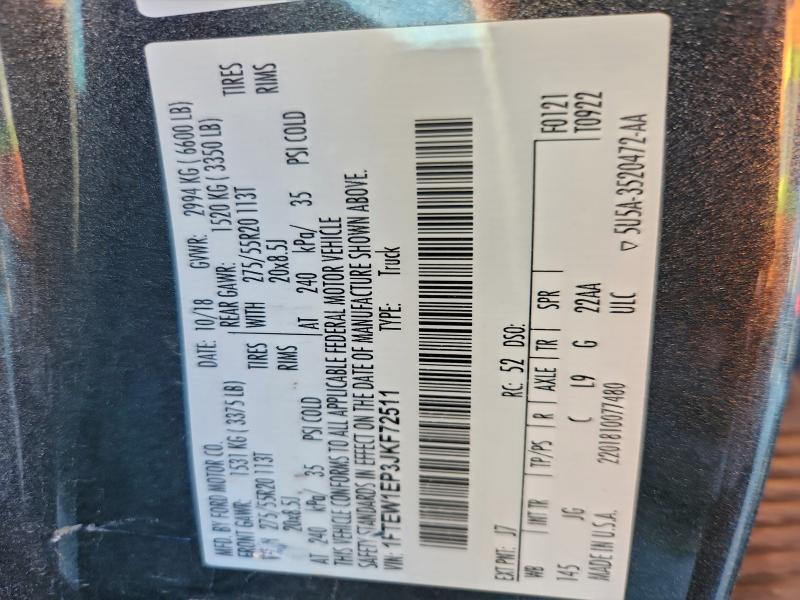 MFD. BY FORD MOTOR CO.
DATE: 10/18 GVWR: 2994 KG ( 6600 LB)
FRONT GAWR: 1531 KG ( 3375 LB) REAR GAWR: 1520 KG ( 3350 LB)
275/55R20 113T TIRES WITH 275/55R20 113T TIRES
20x8.5J RIMS 20x8.5J RIMS
AT 240 kPa/ 35 PSI COLD AT 240 kPa/ 35 PSI COLD
THIS VEHICLE CONFORMS TO ALL APPLICABLE FEDERAL MOTOR VEHICLE
SAFETY STANDARDS IN EFFECT ON THE DATE OF MANUFACTURE SHOWN ABOVE.
VIN: 1FTEW1EP3JKF72511 TYPE: Truck
EXT PNT: J7 RC: 52 DSO: F0121
WB INT TR TP/PS R AXLE TR SPR T0922
145 JG C L9 G 22AA
MADE IN U.S.A. 2201810077480 ULC ▽ 5U5A-3520472-AA